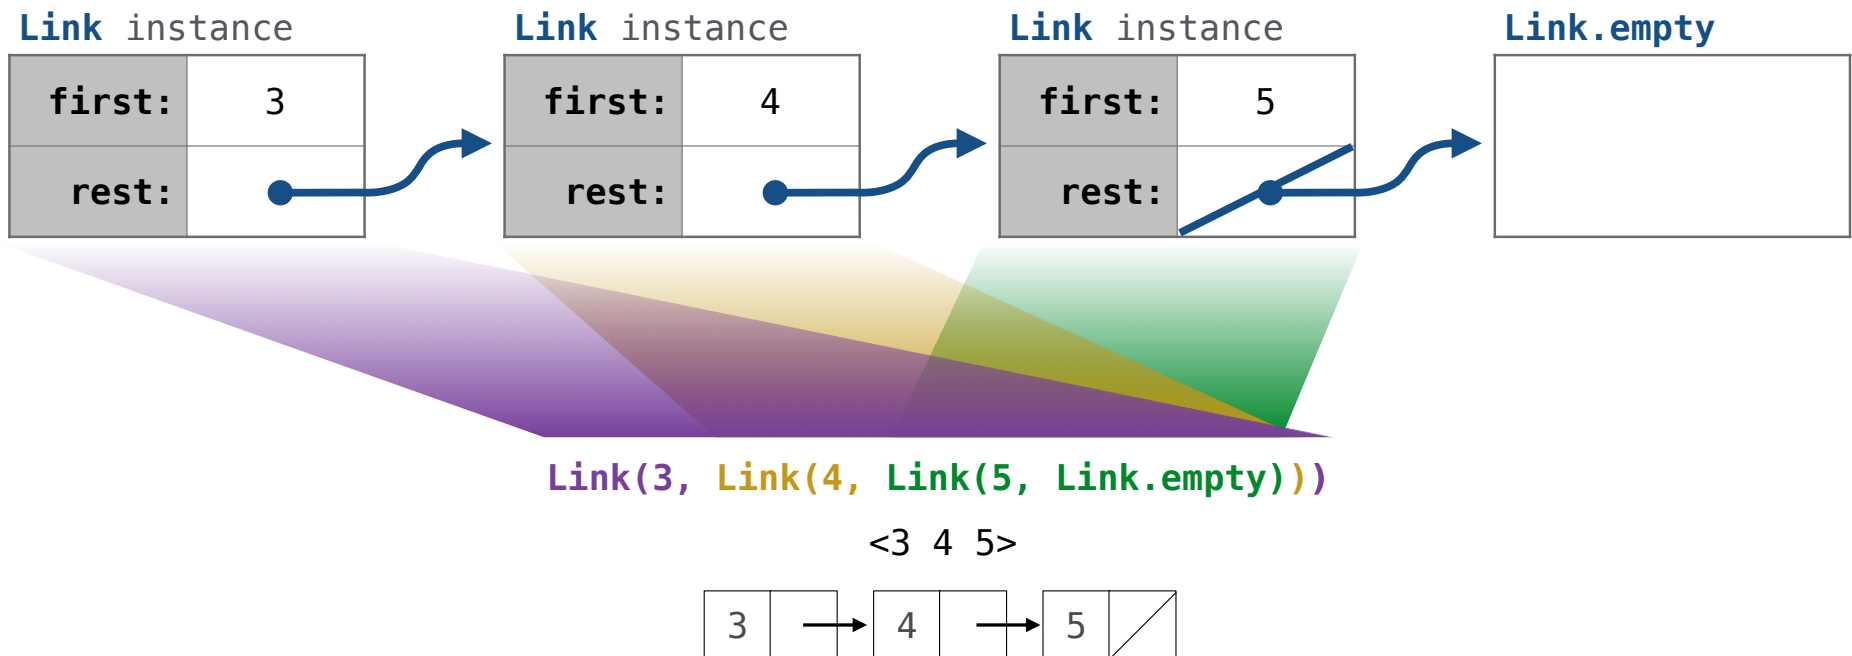 Link instance Link instance Link instance Link.empty
first: 3 first: 4 first: 5
rest: rest: rest:
Link(3, Link(4, Link(5, Link.empty)))
<3 4 5>
3 4 5